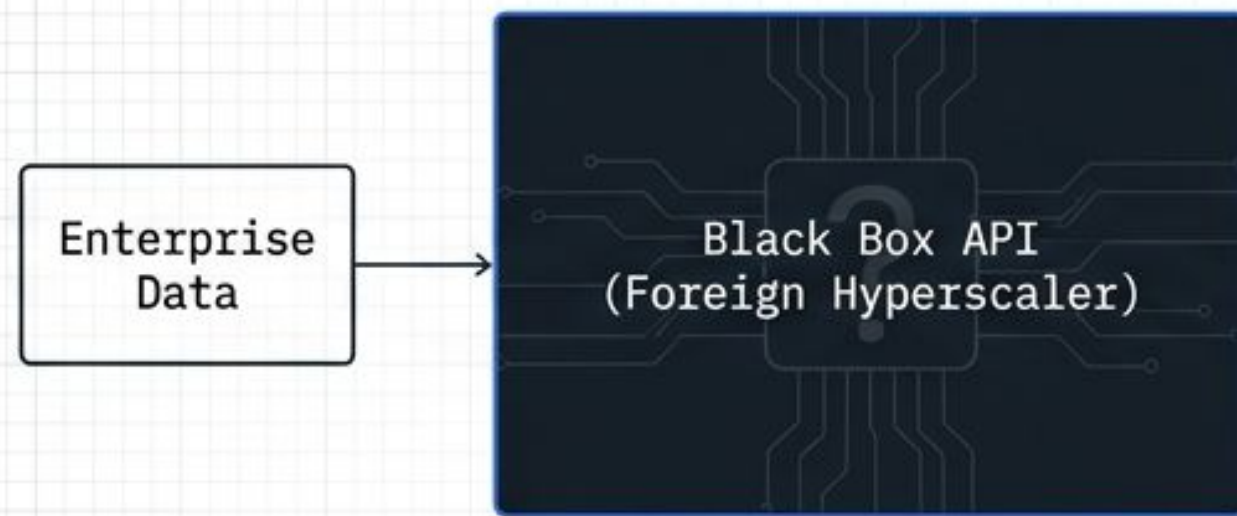 Enterprise
Data
Black Box API
(Foreign Hyperscaler)
?